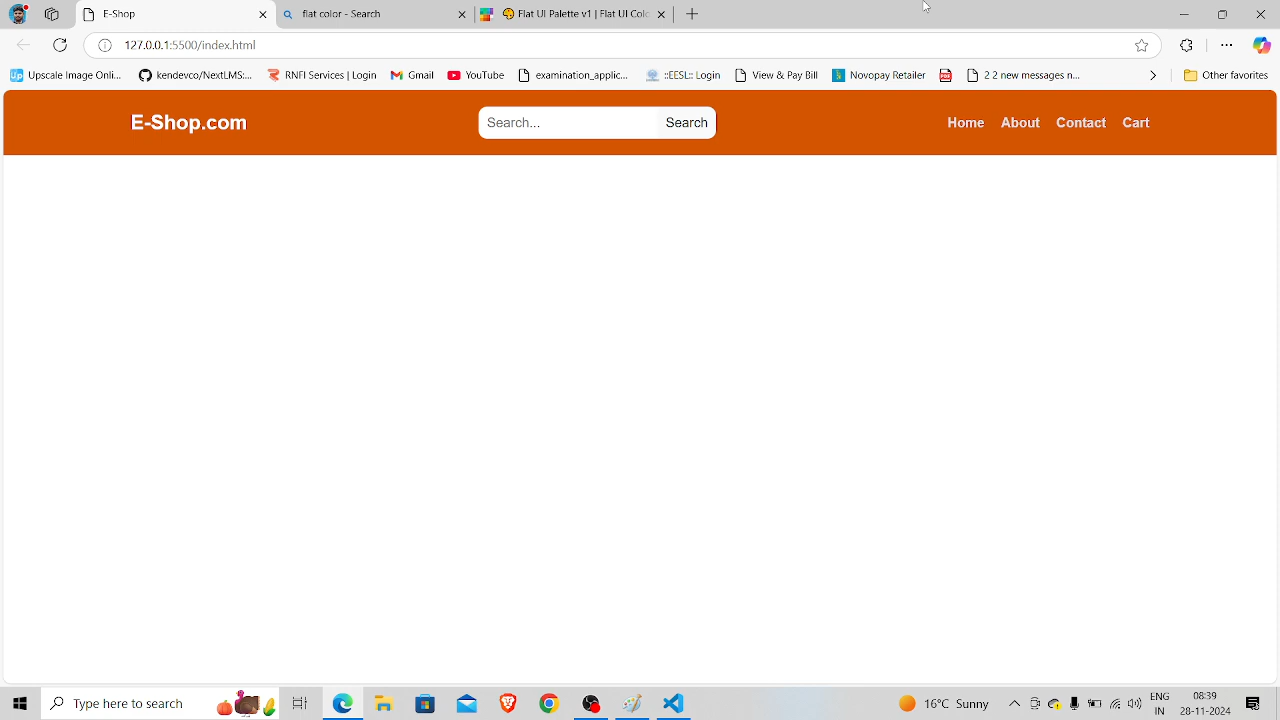 E-Shop
flat color - Search
Flat UI Palette v1 | Flat UI Colo
127.0.0.1:5500/index.html
Upscale Image Onli...
kendevco/NextLMS:...
RNFI Services | Login
Gmail
YouTube
examination_applic...
::EESL:: Login
View & Pay Bill
Novopay Retailer
2 2 new messages n...
Other favorites
E-Shop.com
Search...
Search
Home
About
Contact
Cart
Type here to search
16°C Sunny
ENG
IN
08:39
28-11-2024